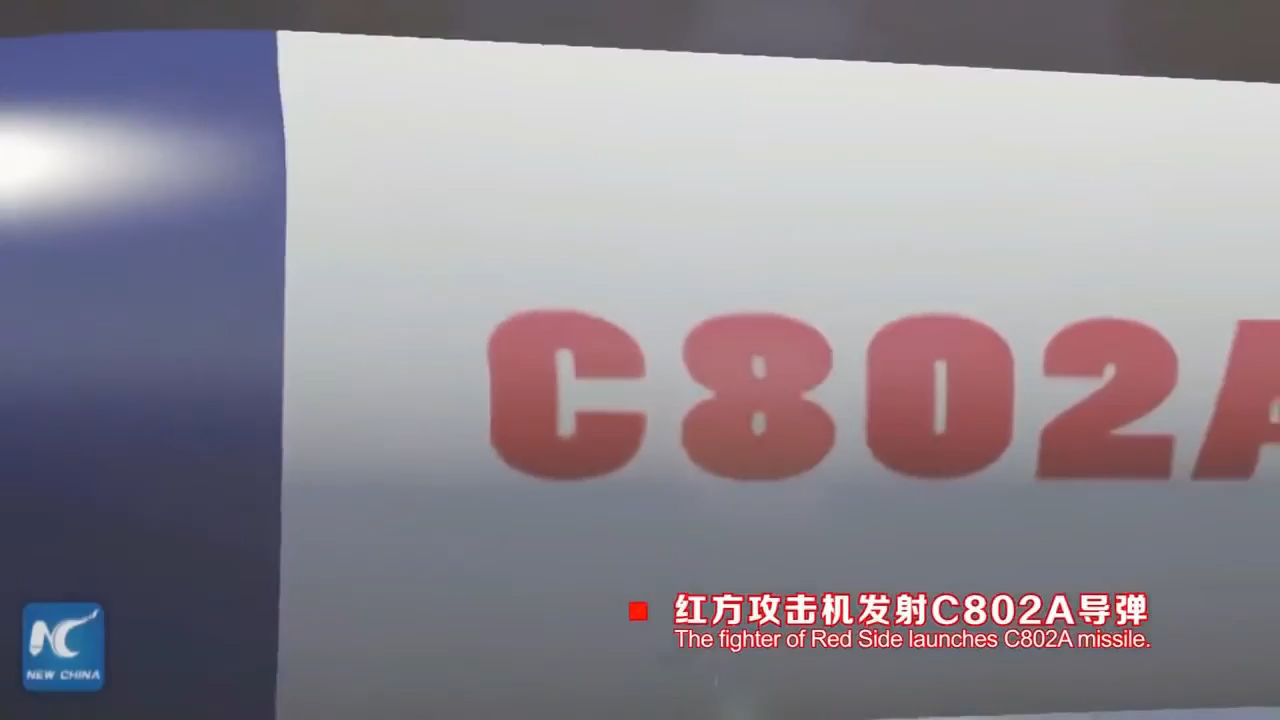 C802A
红方攻击机发射C802A导弹
The fighter of Red Side launches C802A missile.
NC
NEW CHINA